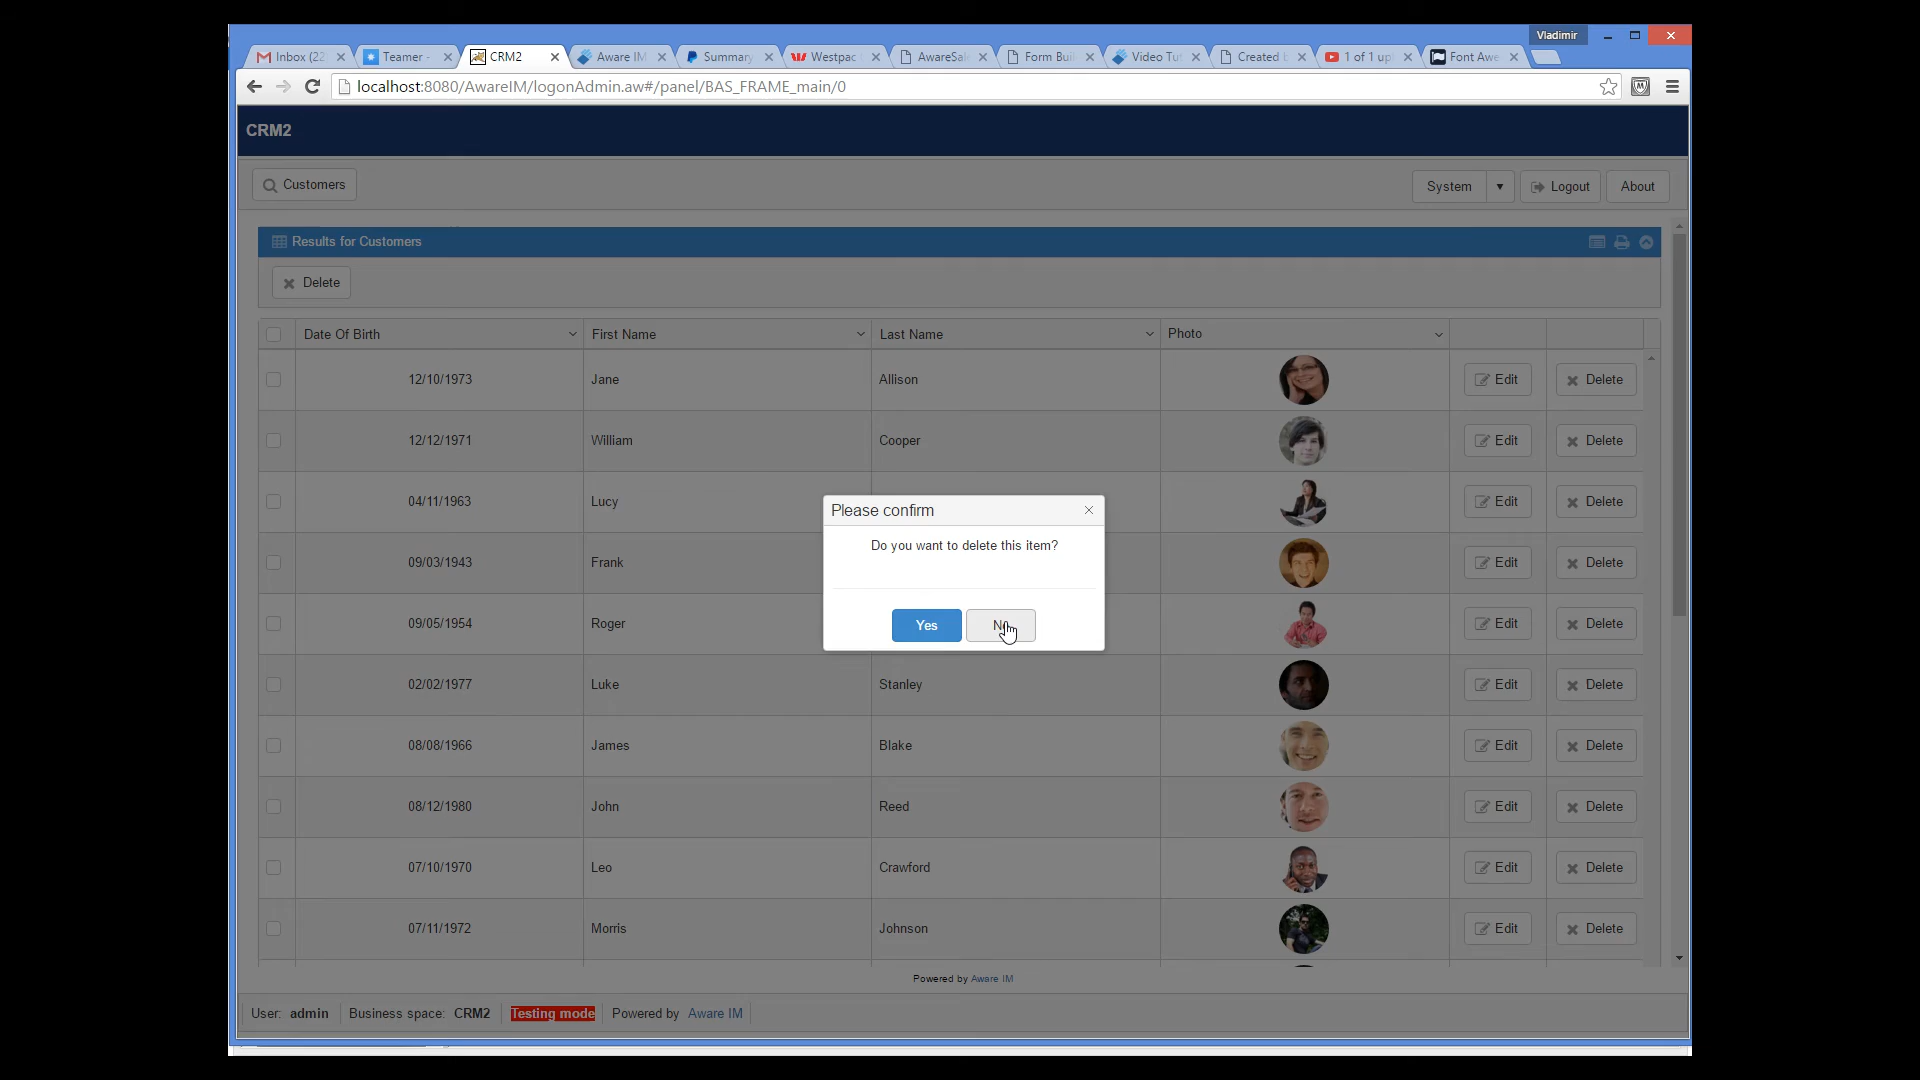 Vladimir
Inbox (22
Teamer -
CRM2
Aware IM
Summary
Westpac
AwareSal
Form Buil
Video Tut
Created b
1 of 1 upl
Font Awe
localhost:8080/AwareIM/logonAdmin.aw#/panel/BAS_FRAME_main/0
CRM2
Customers
System
Logout
About
Results for Customers
Delete
Date Of Birth First Name Last Name Photo
12/10/1973 Jane Allison Edit Delete
12/12/1971 William Cooper Edit Delete
04/11/1963 Lucy Edit Delete
09/03/1943 Frank Edit Delete
09/05/1954 Roger Edit Delete
02/02/1977 Luke Stanley Edit Delete
08/08/1966 James Blake Edit Delete
08/12/1980 John Reed Edit Delete
07/10/1970 Leo Crawford Edit Delete
07/11/1972 Morris Johnson Edit Delete
Please confirm
Do you want to delete this item?
Yes
No
Powered by Aware IM
User: admin Business space: CRM2 Testing mode Powered by Aware IM